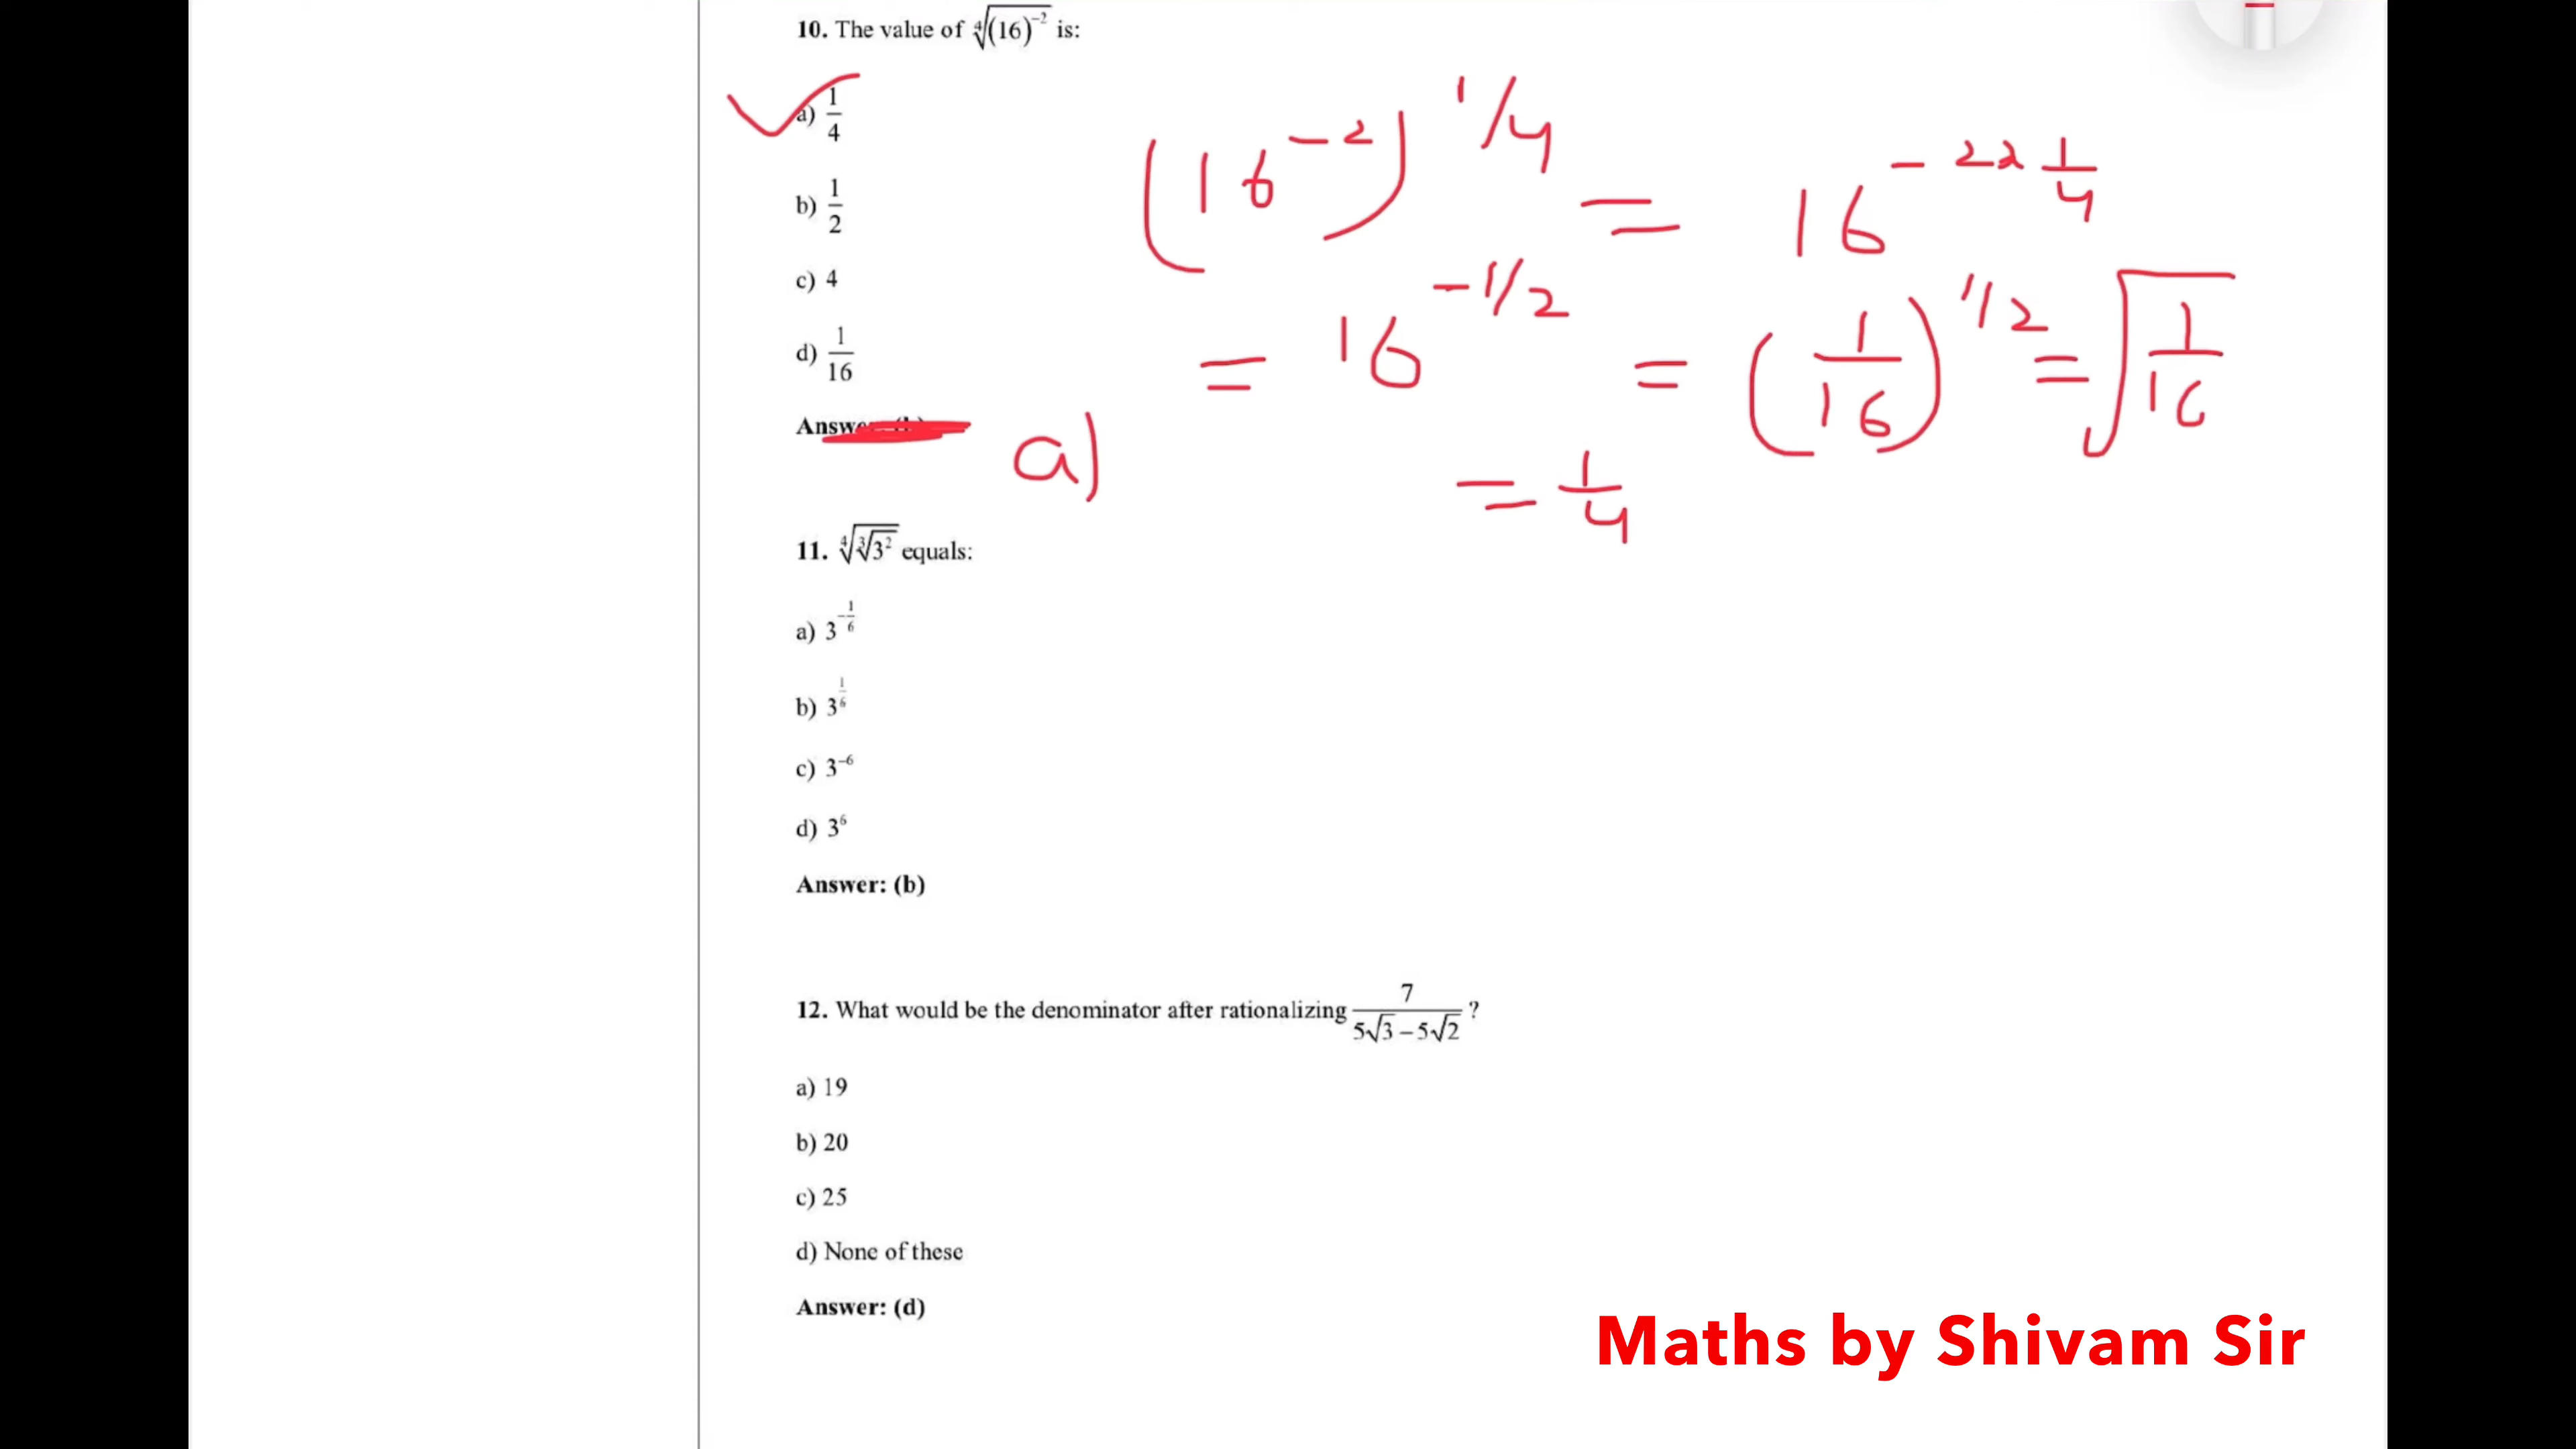 10. The value of ∜(16)⁻² is:
a) 1/4
(16⁻²)^1/4 = 16^-2x1/4
b) 1/2
c) 4
= 16^-1/2 = (1/16)^1/2 = √1/16
d) 1/16
a)
= 1/4
11. ∜∛3² equals:
a) 3^-1/6
b) 3^1/6
c) 3⁻⁶
d) 3⁶
Answer: (b)
12. What would be the denominator after rationalizing 7/(5√3 – 5√2) ?
a) 19
b) 20
c) 25
d) None of these
Answer: (d)
Maths by Shivam Sir